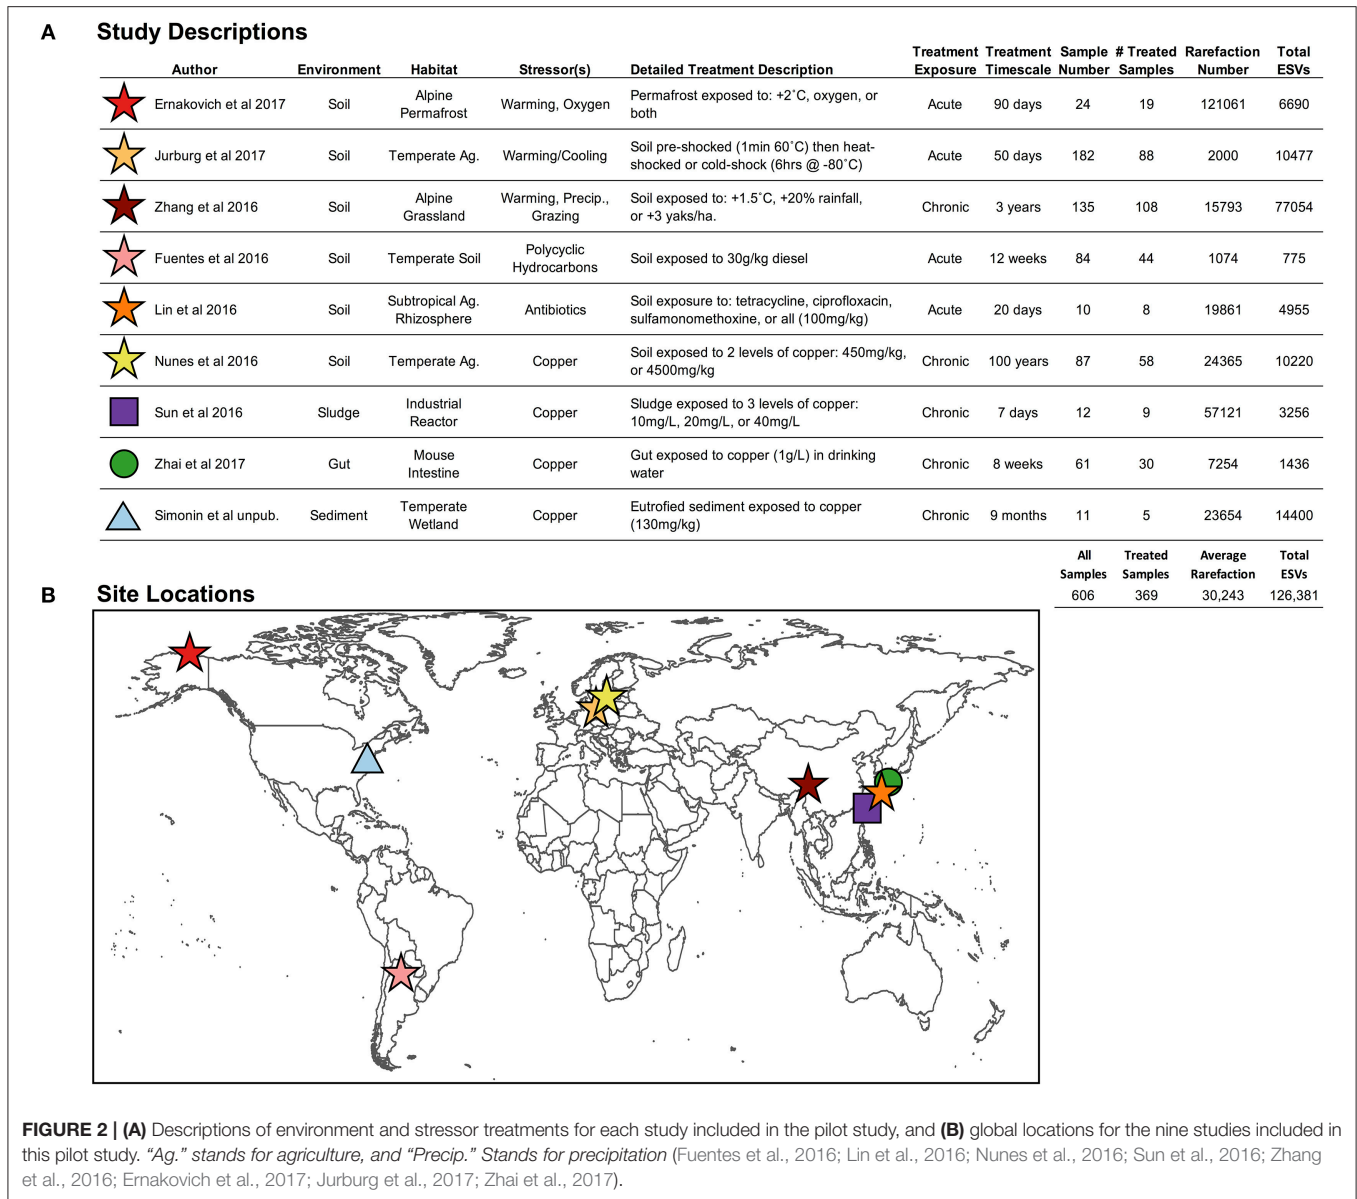 A Study Descriptions
Author Environment Habitat Stressor(s) Detailed Treatment Description Treatment Exposure Treatment Timescale Sample Number # Treated Samples Rarefaction Number Total ESVs
Ernakovich et al 2017 Soil Alpine Permafrost Warming, Oxygen Permafrost exposed to: +2˚C, oxygen, or both Acute 90 days 24 19 121061 6690
Jurburg et al 2017 Soil Temperate Ag. Warming/Cooling Soil pre-shocked (1min 60˚C) then heat-shocked or cold-shock (6hrs @ -80˚C) Acute 50 days 182 88 2000 10477
Zhang et al 2016 Soil Alpine Grassland Warming, Precip., Grazing Soil exposed to: +1.5˚C, +20% rainfall, or +3 yaks/ha. Chronic 3 years 135 108 15793 77054
Fuentes et al 2016 Soil Temperate Soil Polycyclic Hydrocarbons Soil exposed to 30g/kg diesel Acute 12 weeks 84 44 1074 775
Lin et al 2016 Soil Subtropical Ag. Rhizosphere Antibiotics Soil exposure to: tetracycline, ciprofloxacin, sulfamonomethoxine, or all (100mg/kg) Acute 20 days 10 8 19861 4955
Nunes et al 2016 Soil Temperate Ag. Copper Soil exposed to 2 levels of copper: 450mg/kg, or 4500mg/kg Chronic 100 years 87 58 24365 10220
Sun et al 2016 Sludge Industrial Reactor Copper Sludge exposed to 3 levels of copper: 10mg/L, 20mg/L, or 40mg/L Chronic 7 days 12 9 57121 3256
Zhai et al 2017 Gut Mouse Intestine Copper Gut exposed to copper (1g/L) in drinking water Chronic 8 weeks 61 30 7254 1436
Simonin et al unpub. Sediment Temperate Wetland Copper Eutrofied sediment exposed to copper (130mg/kg) Chronic 9 months 11 5 23654 14400
All Samples Treated Samples Average Rarefaction Total ESVs
606 369 30,243 126,381
B Site Locations
FIGURE 2 | (A) Descriptions of environment and stressor treatments for each study included in the pilot study, and (B) global locations for the nine studies included in
this pilot study. “Ag.” stands for agriculture, and “Precip.” Stands for precipitation (Fuentes et al., 2016; Lin et al., 2016; Nunes et al., 2016; Sun et al., 2016; Zhang
et al., 2016; Ernakovich et al., 2017; Jurburg et al., 2017; Zhai et al., 2017).